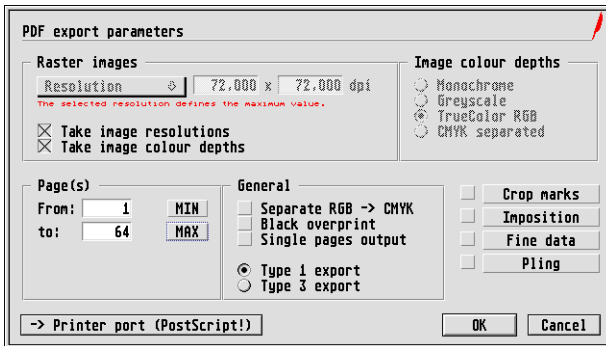 PDF export parameters
Raster images
Resolution 72,000 x 72,000 dpi
The selected resolution defines the maximum value.
Take image resolutions
Take image colour depths
Image colour depths
Monochrome
Greyscale
TrueColor RGB
CMYK separated
Page(s)
From: 1 MIN
to: 64 MAX
General
Separate RGB -> CMYK
Black overprint
Single pages output
Type 1 export
Type 3 export
Crop marks
Imposition
Fine data
Pling
-> Printer port (PostScript!)
OK
Cancel